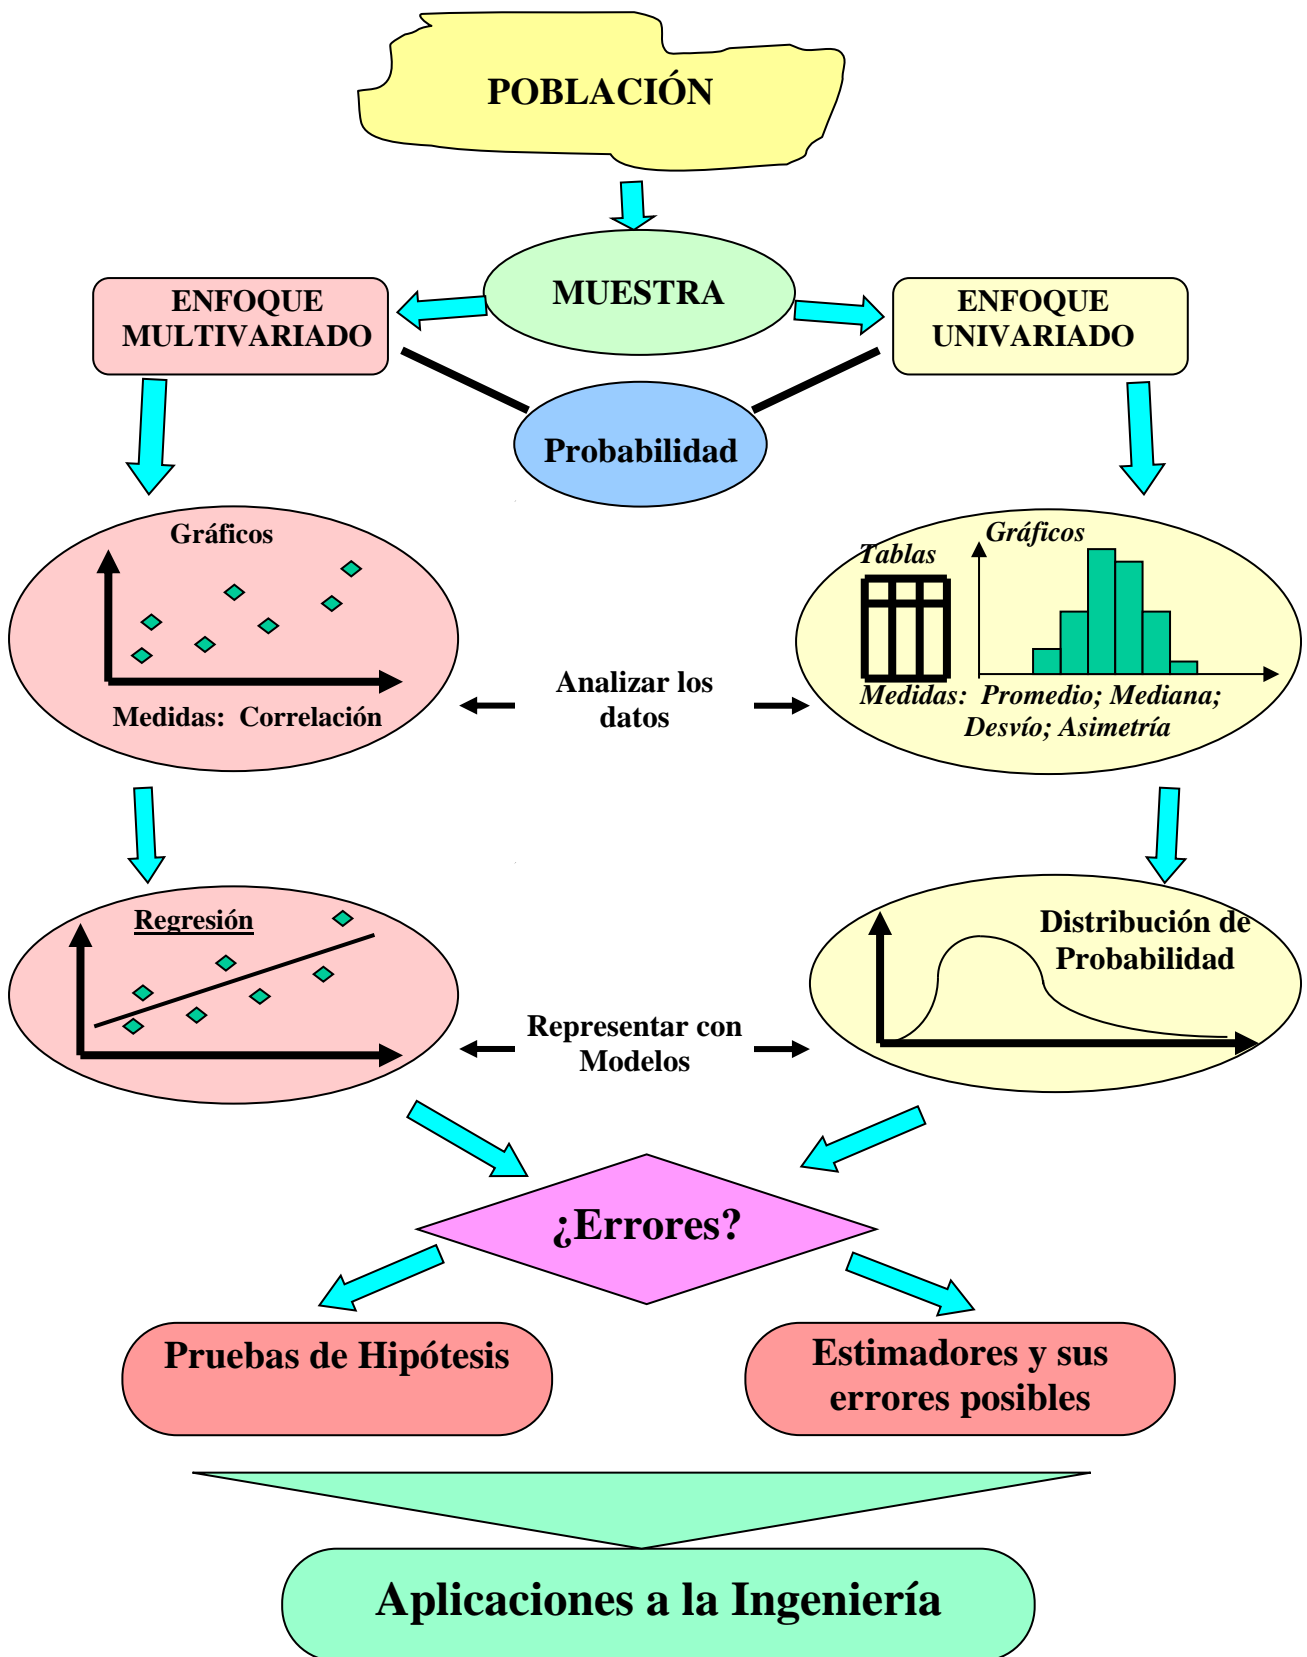 POBLACIÓN
MUESTRA
ENFOQUE
MULTIVARIADO
ENFOQUE
UNIVARIADO
Probabilidad
Gráficos
Medidas: Correlación
Analizar los
datos
Tablas
Gráficos
Medidas: Promedio; Mediana;
Desvío; Asimetría
Regresión
Representar con
Modelos
Distribución de
Probabilidad
¿Errores?
Pruebas de Hipótesis
Estimadores y sus
errores posibles
Aplicaciones a la Ingeniería